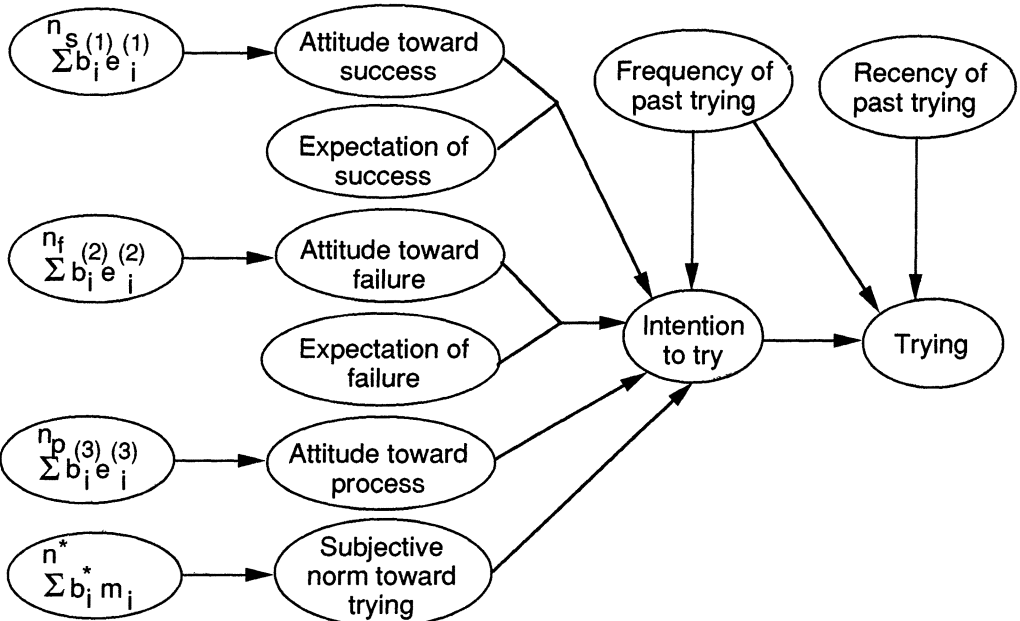 n_s
Σ b_i^(1) e_i^(1)
Attitude toward
success
Expectation of
success
Frequency of
past trying
Recency of
past trying
n_f
Σ b_i^(2) e_i^(2)
Attitude toward
failure
Expectation of
failure
Intention
to try
Trying
n_p
Σ b_i^(3) e_i^(3)
Attitude toward
process
n*
Σ b_i^* m_i
Subjective
norm toward
trying